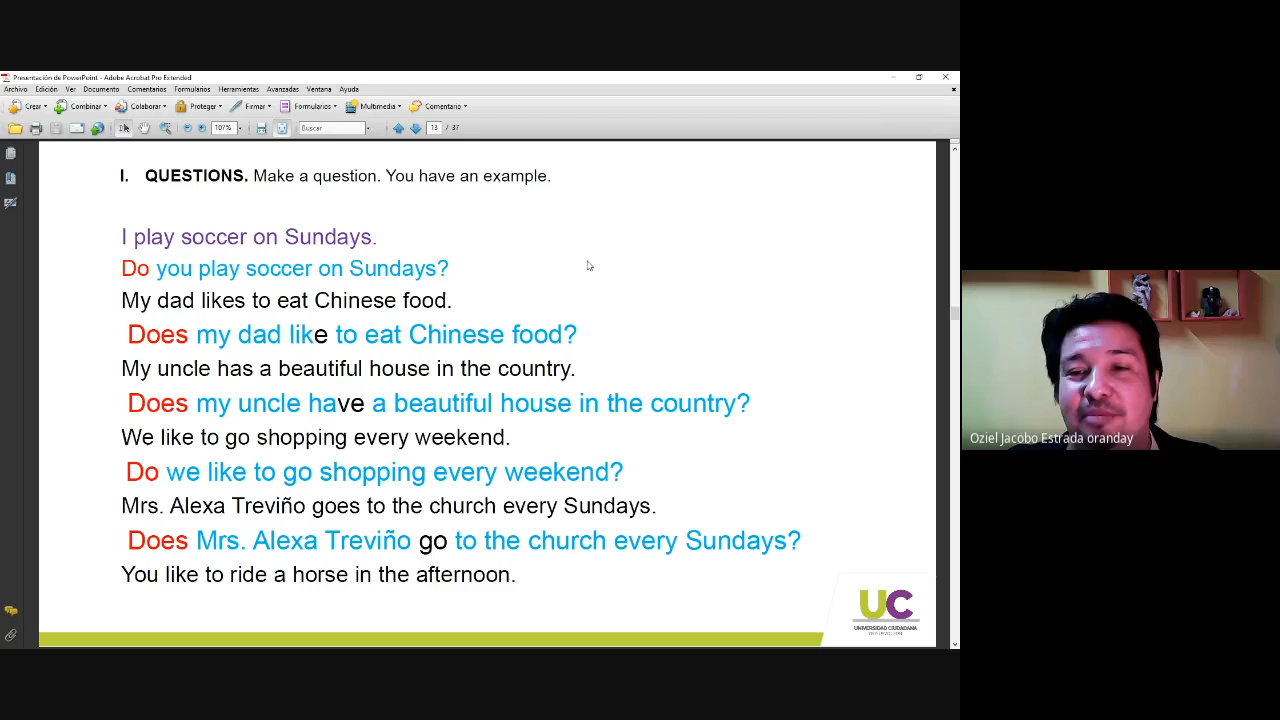 Presentación de PowerPoint - Adobe Acrobat Pro Extended
Archivo Edición Ver Documento Comentarios Formularios Herramientas Avanzadas Ventana Ayuda
Crear Combinar Colaborar Proteger Firmar Formularios Multimedia Comentario
107% Buscar 13 / 37
I. QUESTIONS. Make a question. You have an example.
I play soccer on Sundays.
Do you play soccer on Sundays?
My dad likes to eat Chinese food.
Does my dad like to eat Chinese food?
My uncle has a beautiful house in the country.
Does my uncle have a beautiful house in the country?
We like to go shopping every weekend.
Do we like to go shopping every weekend?
Mrs. Alexa Treviño goes to the church every Sundays.
Does Mrs. Alexa Treviño go to the church every Sundays?
You like to ride a horse in the afternoon.
UC
UNIVERSIDAD CIUDADANA
DE NUEVO LEÓN
Oziel Jacobo Estrada oranday